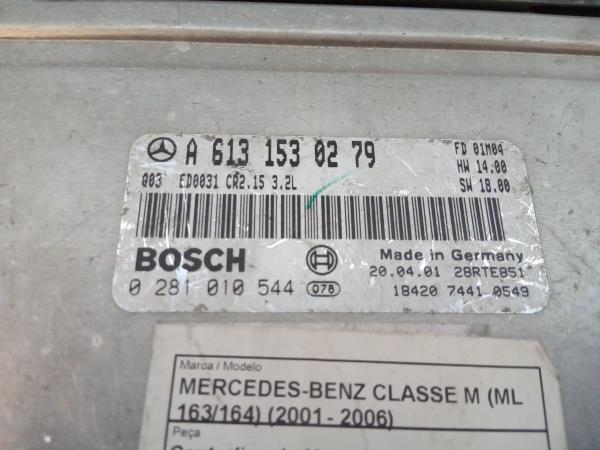 A 613 153 02 79
FD 01M04
HW 14.00
SW 18.00
Q03 ED0031 CR2.15 3.2L
BOSCH
Made in Germany
20.04.01 28RTE851
0 281 010 544 078
18420 7441 0549
Marca / Modelo
MERCEDES-BENZ CLASSE M (ML
163/164) (2001 - 2006)
Peça